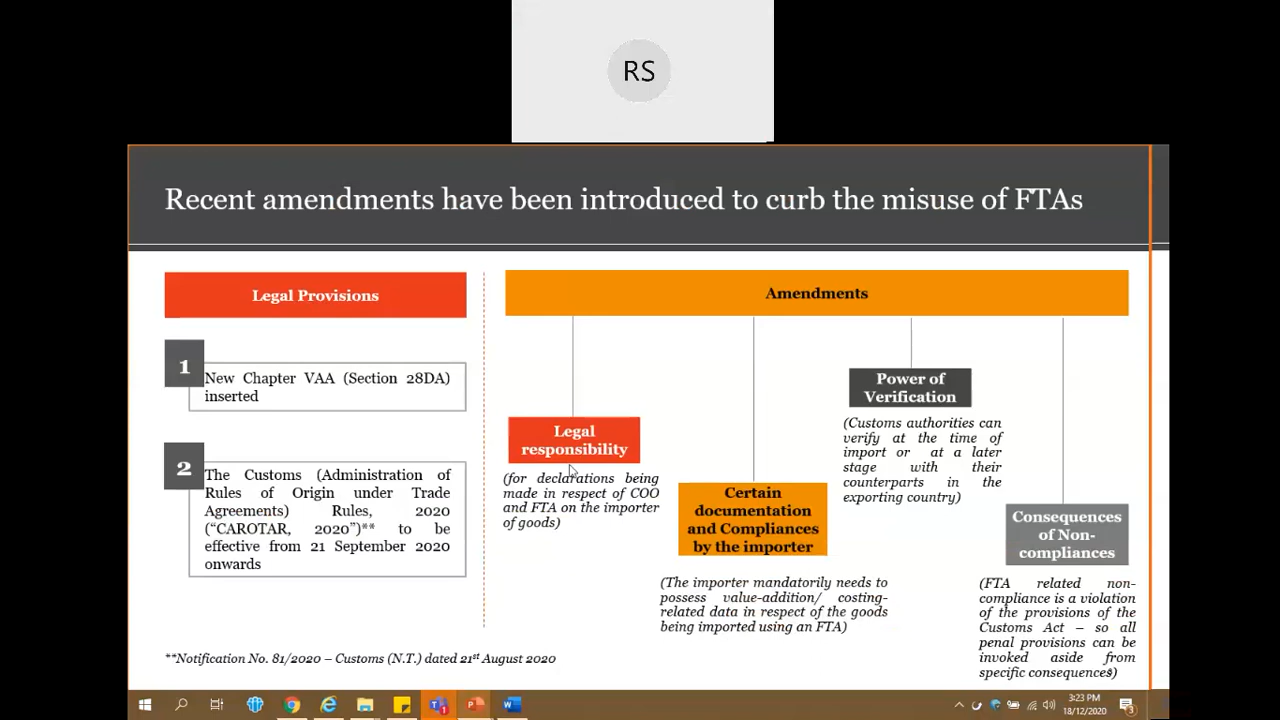 RS
Recent amendments have been introduced to curb the misuse of FTAs
Legal Provisions
1
New Chapter VAA (Section 28DA)
inserted
2
The Customs (Administration of
Rules of Origin under Trade
Agreements) Rules, 2020
(“CAROTAR, 2020”)** to be
effective from 21 September 2020
onwards
Amendments
Legal
responsibility
(for declarations being
made in respect of COO
and FTA on the importer
of goods)
Certain
documentation
and Compliances
by the importer
(The importer mandatorily needs to
possess value-addition/ costing-
related data in respect of the goods
being imported using an FTA)
Power of
Verification
(Customs authorities can
verify at the time of
import or at a later
stage with their
counterparts in the
exporting country)
Consequences
of Non-
compliances
(FTA related non-
compliance is a violation
of the provisions of the
Customs Act – so all
penal provisions can be
invoked aside from
specific consequences)
**Notification No. 81/2020 – Customs (N.T.) dated 21st August 2020
3:23 PM
18/12/2020